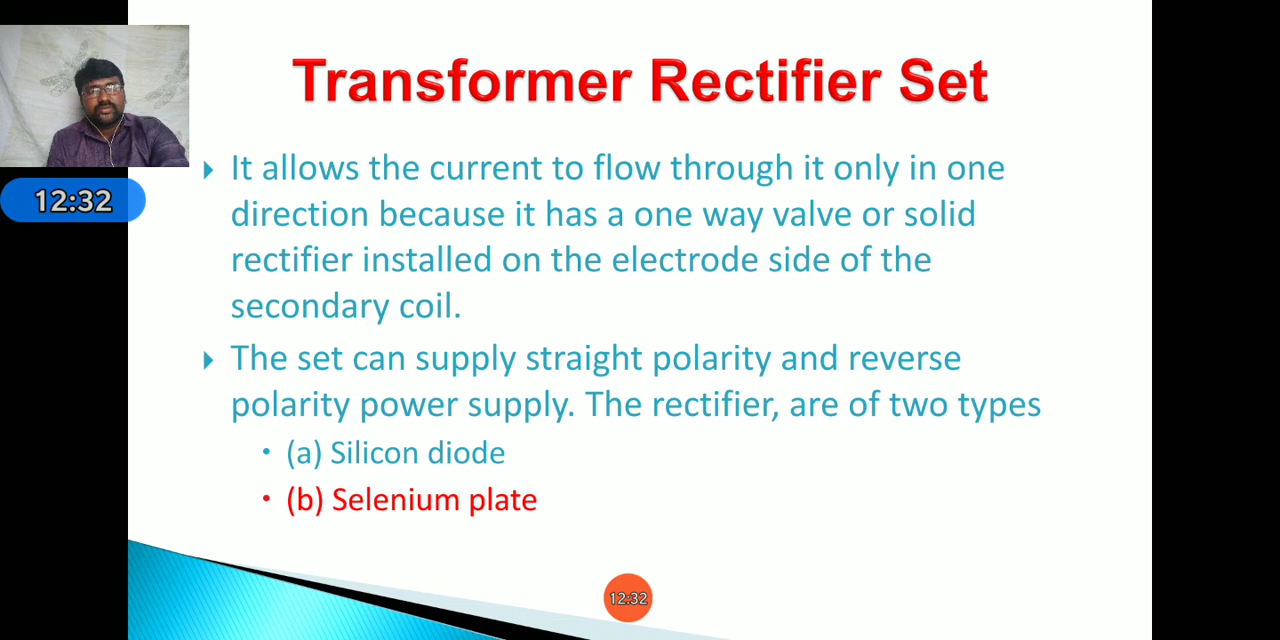 Transformer Rectifier Set
12:32
It allows the current to flow through it only in one
direction because it has a one way valve or solid
rectifier installed on the electrode side of the
secondary coil.
The set can supply straight polarity and reverse
polarity power supply. The rectifier, are of two types
(a) Silicon diode
(b) Selenium plate
12:32